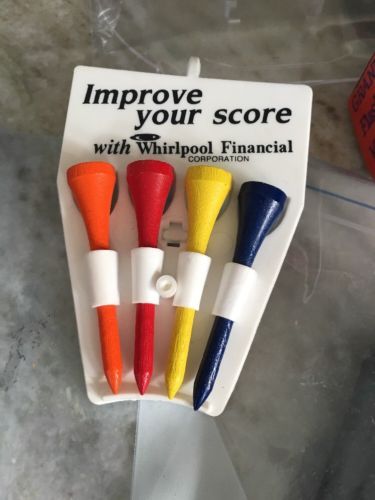 Improve
your score
with Whirlpool Financial
CORPORATION